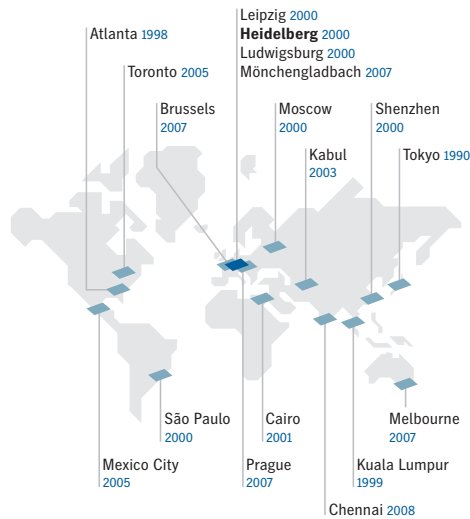 Leipzig 2000
Atlanta 1998
Heidelberg 2000
Ludwigsburg 2000
Toronto 2005
Mönchengladbach 2007
Brussels
2007
Moscow
2000
Shenzhen
2000
Kabul
2003
Tokyo 1990
São Paulo
2000
Cairo
2001
Melbourne
2007
Mexico City
2005
Prague
2007
Kuala Lumpur
1999
Chennai 2008